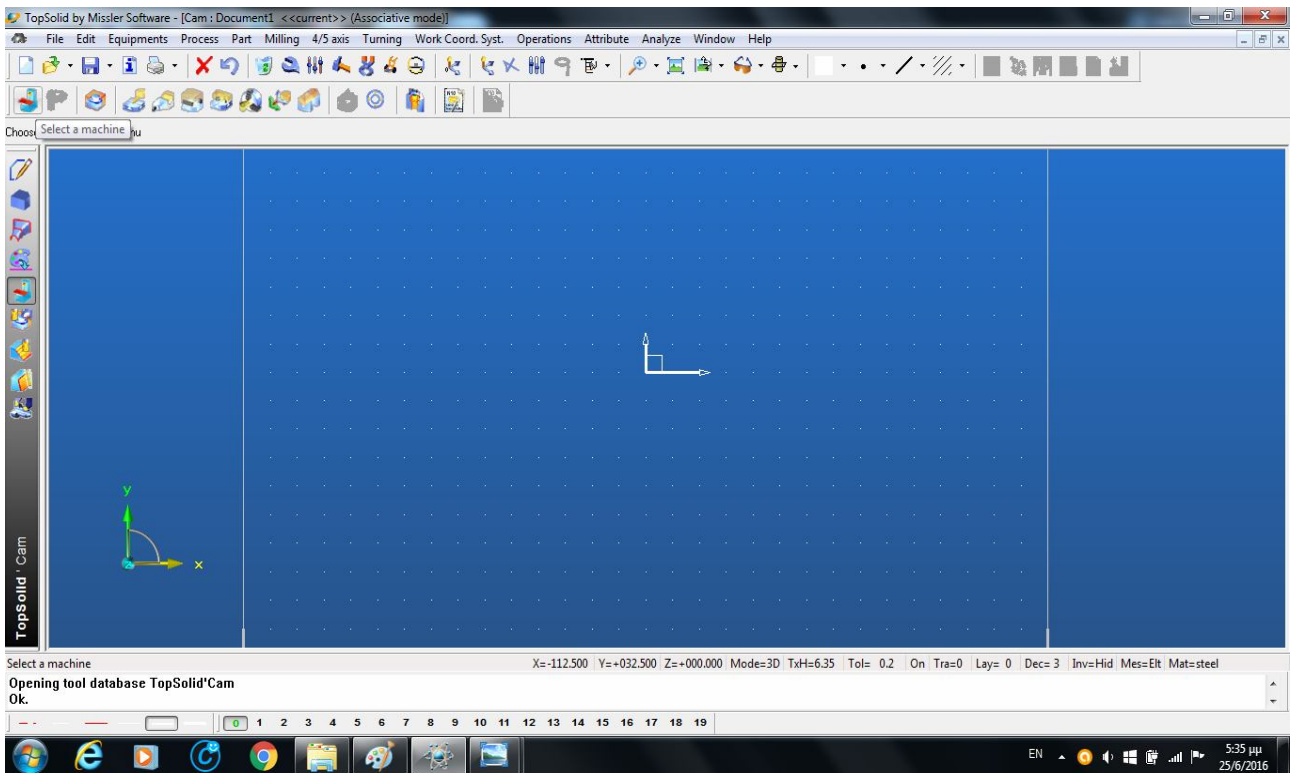 TopSolid by Missler Software - [Cam : Document1 <<current>> (Associative mode)]
File Edit Equipments Process Part Milling 4/5 axis Turning Work Coord. Syst. Operations Attribute Analyze Window Help
Choos
Select a machine
nu
y
x
TopSolid ' Cam
Select a machine X=-112.500 Y=+032.500 Z=+000.000 Mode=3D TxH=6.35 Tol= 0.2 On Tra=0 Lay= 0 Dec= 3 Inv=Hid Mes=Elt Mat=steel
Opening tool database TopSolid'Cam
Ok.
0 1 2 3 4 5 6 7 8 9 10 11 12 13 14 15 16 17 18 19
EN 5:35 μμ
25/6/2016